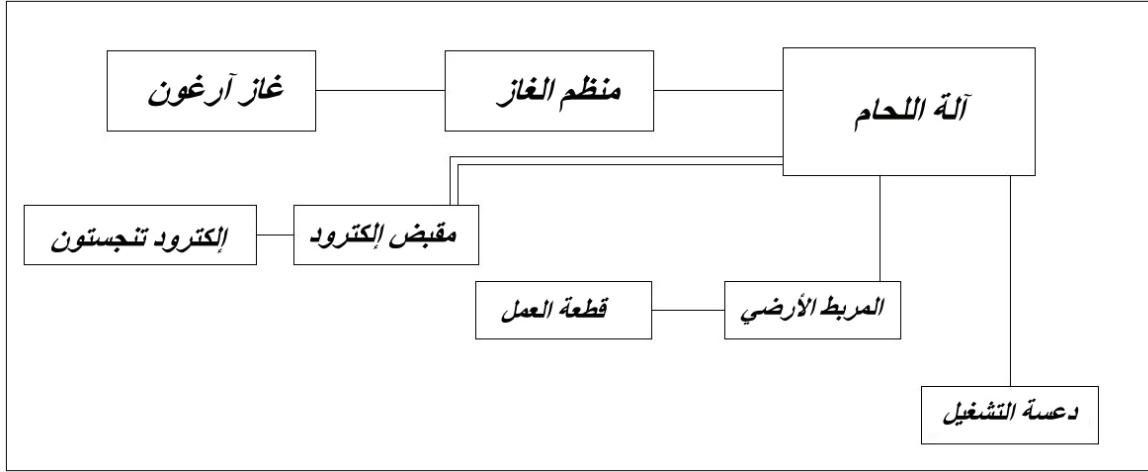 آلة اللحام
منظم الغاز
غاز آرغون
مقبض إلكترود
إلكترود تنجستون
المربط الأرضي
قطعة العمل
دعسة التشغيل